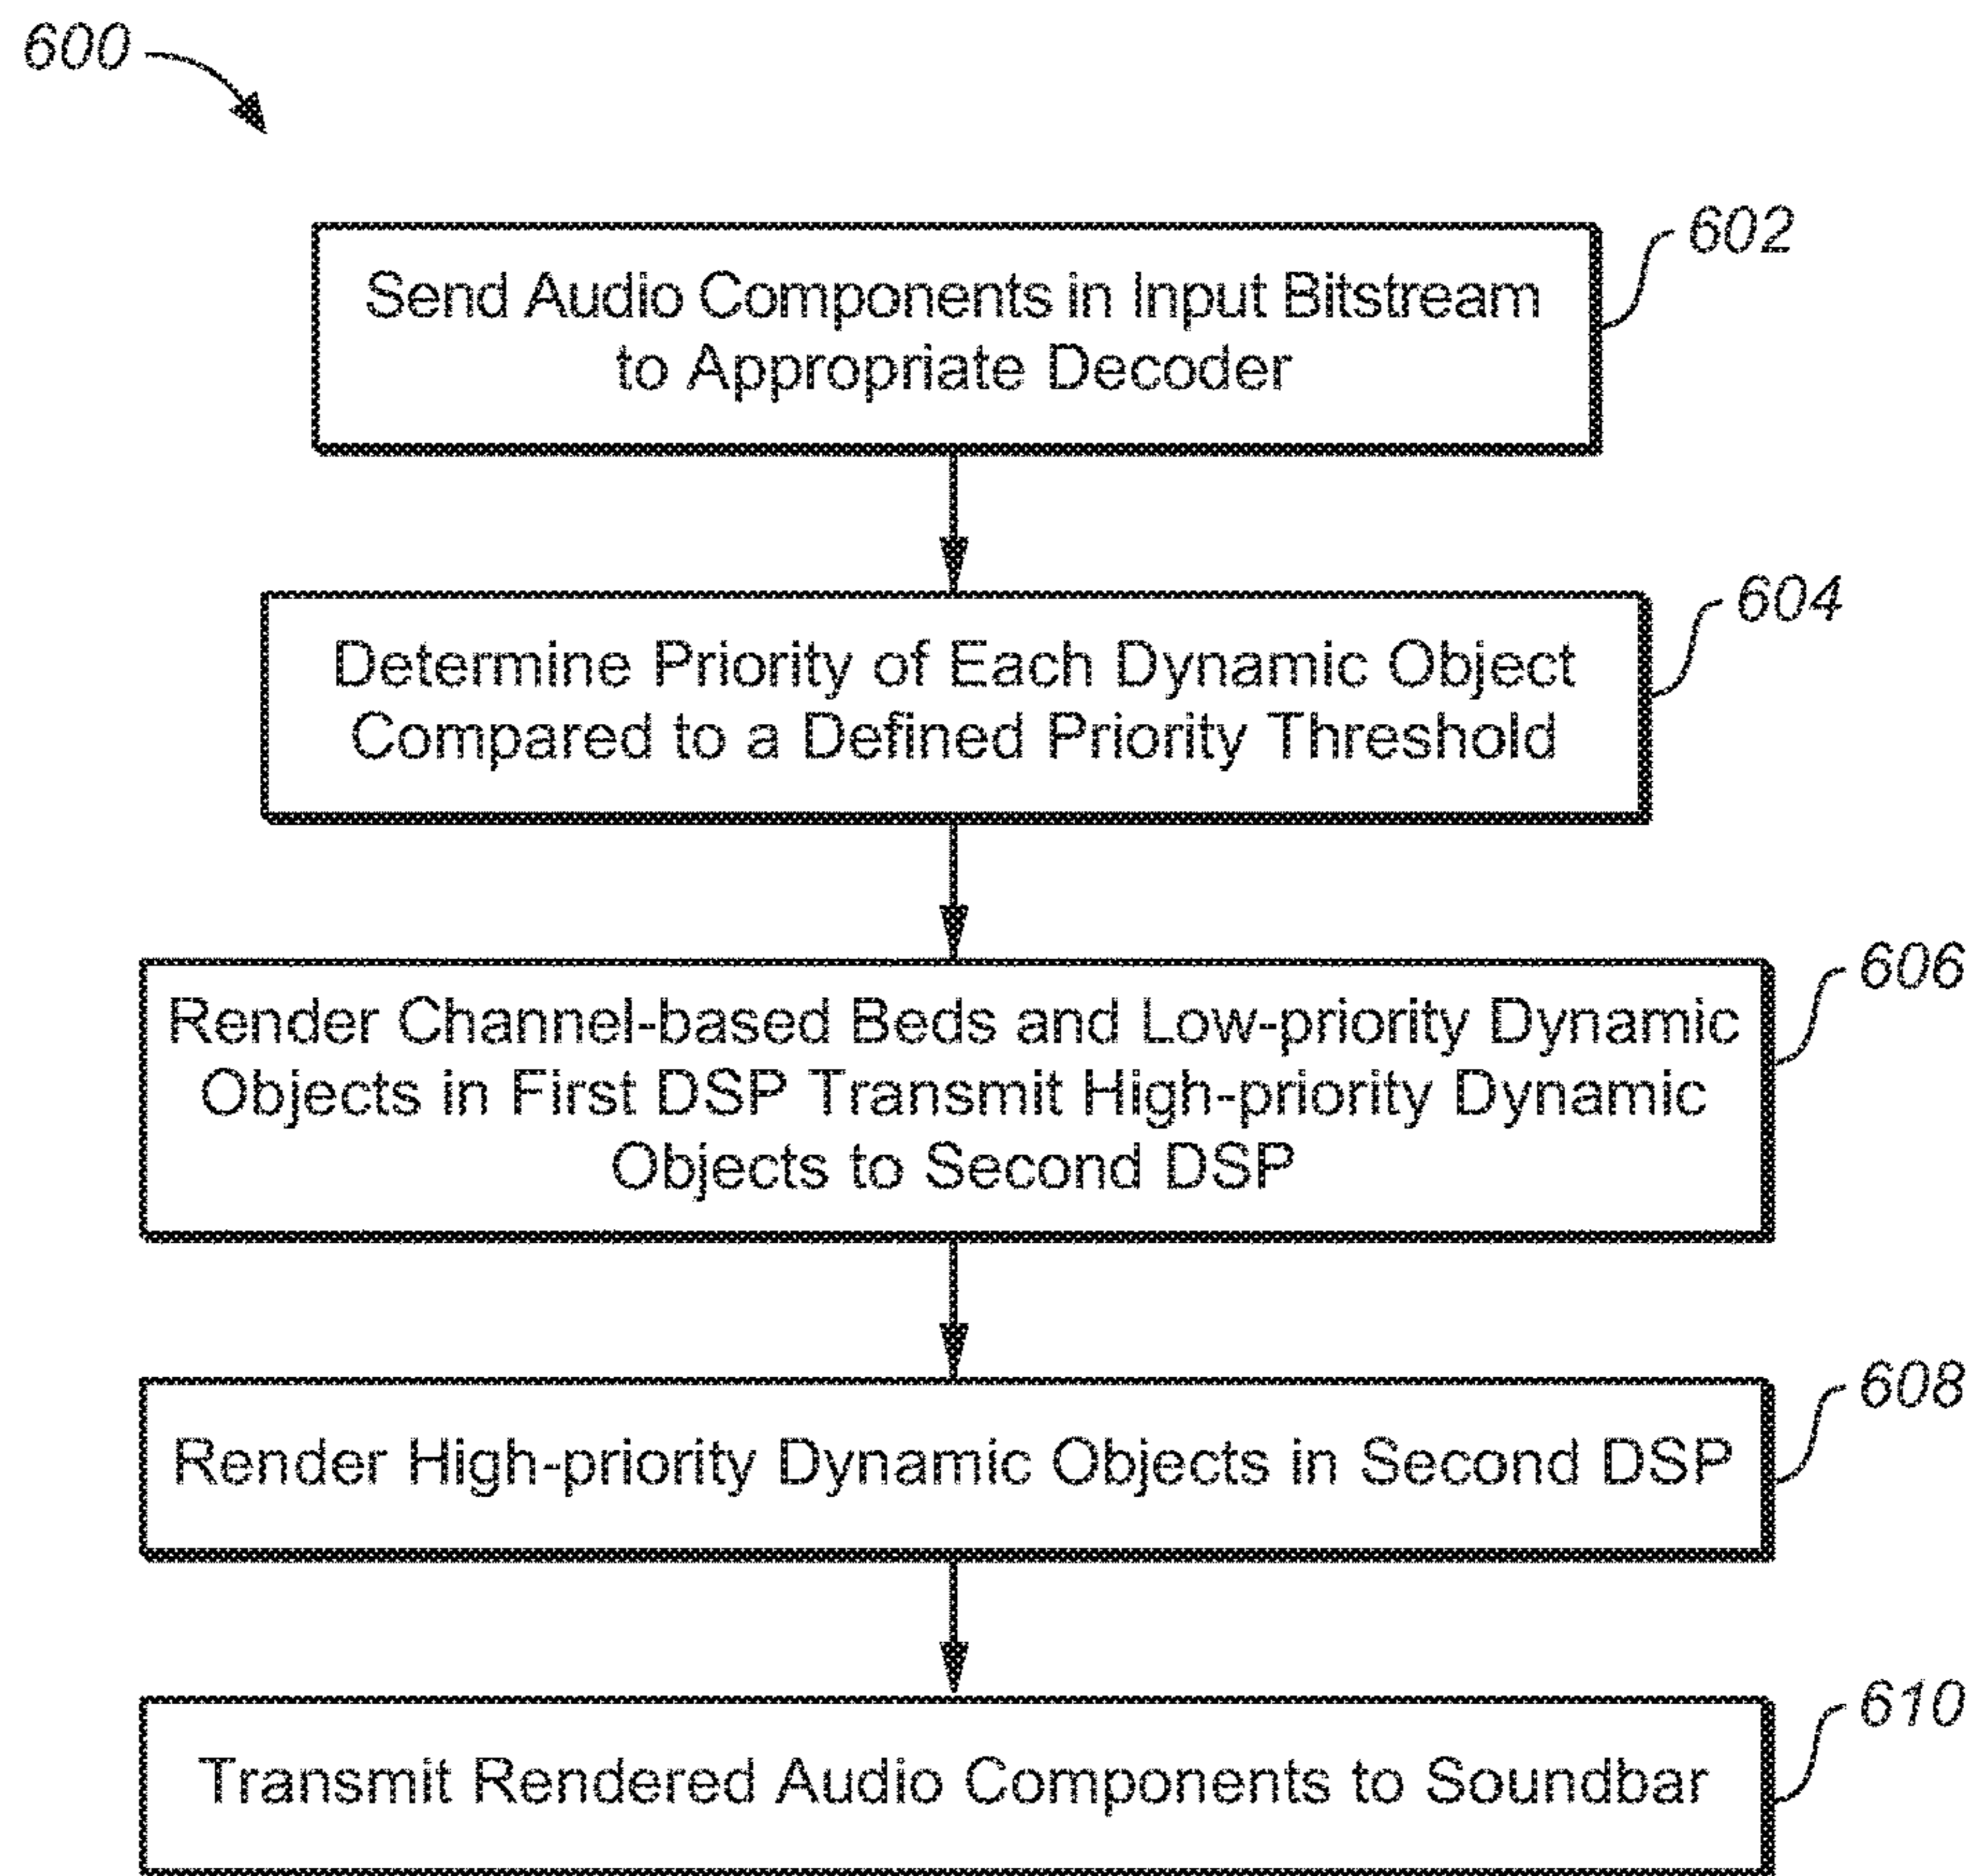 600
602
Send Audio Components in Input Bitstream
to Appropriate Decoder
604
Determine Priority of Each Dynamic Object
Compared to a Defined Priority Threshold
606
Render Channel-based Beds and Low-priority Dynamic
Objects in First DSP Transmit High-priority Dynamic
Objects to Second DSP
608
Render High-priority Dynamic Objects in Second DSP
610
Transmit Rendered Audio Components to Soundbar